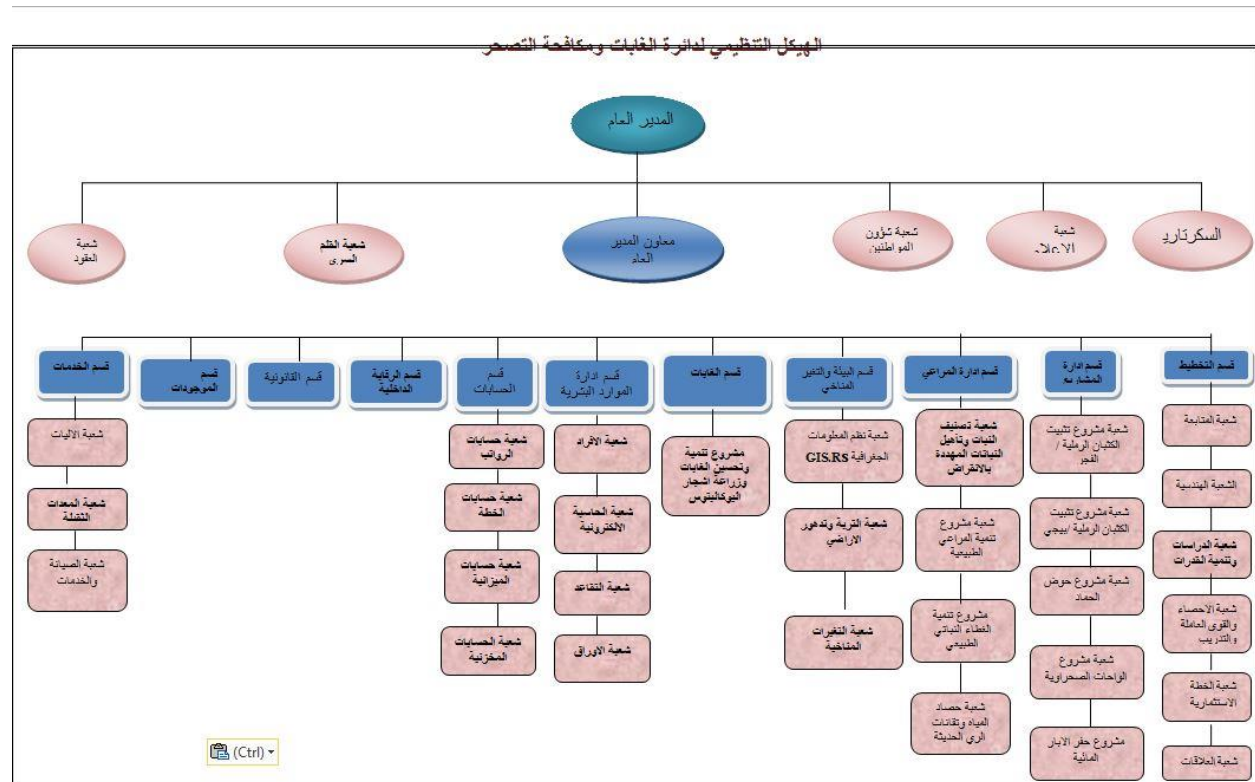 الهيكل التنظيمي لدائرة الغابات ومكافحة التصحر
المدير العام
السكرتاريـ
شعبة
الاعلام
شعبة شؤون
المواطنين
معاون المدير
العام
شعبة القلم
السري
شعبة
العقود
قسم التخطيط
قسم ادارة
المشاريع
قسم ادارة المراعي
قسم البيئة والتغير
المناخي
قسم الغابات
قسم ادارة
الموارد البشرية
قسم
الحسابات
قسم الرقابة
الداخلية
قسم القانونية
قسم
الموجودات
قسم الخدمات
شعبة المتابعة
الشعبة الهندسية
شعبة الدراسات
وتنمية القدرات
شعبة الاحصاء
والقوى العاملة
والتدريب
شعبة الخطة
الاستثمارية
شعبة العلاقات
شعبة مشروع تثبيت
الكثبان الرملية /
الفجر
شعبة مشروع تثبيت
الكثبان الرملية /بيجي
شعبة مشروع حوض
الحماد
شعبة مشروع
الواحات الصحراوية
مشروع حفر الابار
المائية
شعبة تصنيف
النبات وتأهيل
النباتات المهددة
بالانقراض
شعبة مشروع
تنمية المراعي
الطبيعية
مشروع تنمية
الغطاء النباتي
الطبيعي
شعبة حصاد
المياه وتقانات
الري الحديثة
شعبة نظم المعلومات
الجغرافية GIS.RS
شعبة التربة وتدهور
الاراضي
شعبة التغيرات
المناخية
مشروع تنمية
وتحسين الغابات
وزراعة اشجار
اليوكالبتوس
شعبة الافراد
شعبة الحاسبة
الالكترونية
شعبة التقاعد
شعبة الاوراق
شعبة حسابات
الرواتب
شعبة حسابات
الخطة
شعبة حسابات
الميزانية
شعبة الحسابات
المخزنية
شعبة الاليات
شعبة المعدات
الثقيلة
شعبة الصيانة
والخدمات
(Ctrl)